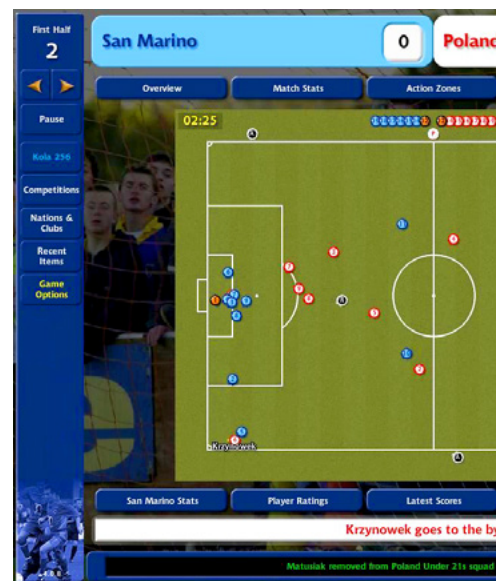 First Half
2
San Marino
0
Poland
Overview
Match Stats
Action Zones
Pause
Kola 256
Competitions
Nations &
Clubs
Recent
Items
Game
Options
02:25
Krzynowek
San Marino Stats
Player Ratings
Latest Scores
Krzynowek goes to the by
Matusiak removed from Poland Under 21s squad